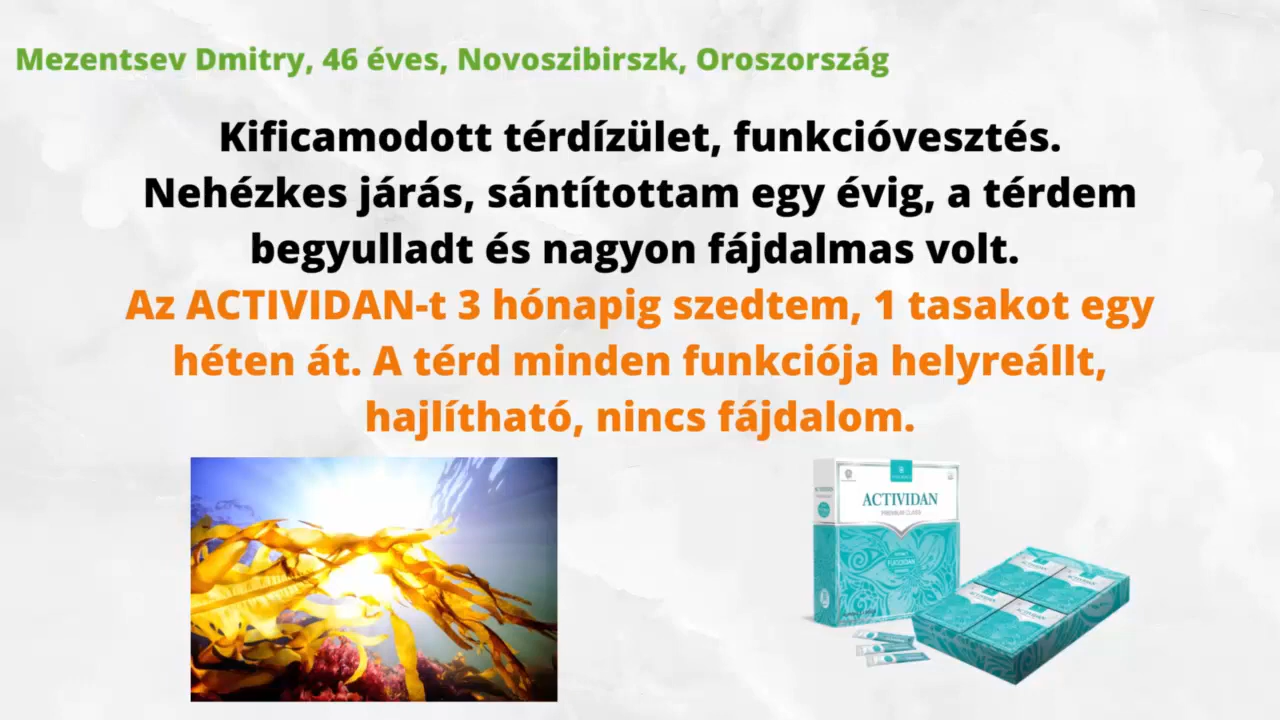 Mezentsev Dmitry, 46 éves, Novoszibirszk, Oroszország
Kificamodott térdízület, funkcióvesztés.
Nehézkes járás, sántítottam egy évig, a térdem
begyulladt és nagyon fájdalmas volt.
Az ACTIVIDAN-t 3 hónapig szedtem, 1 tasakot egy
héten át. A térd minden funkciója helyreállt,
hajlítható, nincs fájdalom.
ACTIVIDAN
PREMIUM CLASS